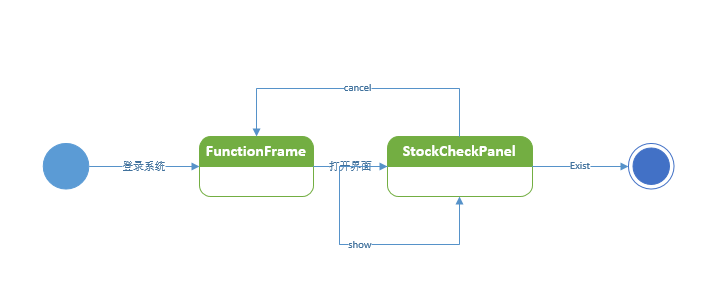 cancel
登录系统
FunctionFrame
打开界面
StockCheckPanel
Exist
show